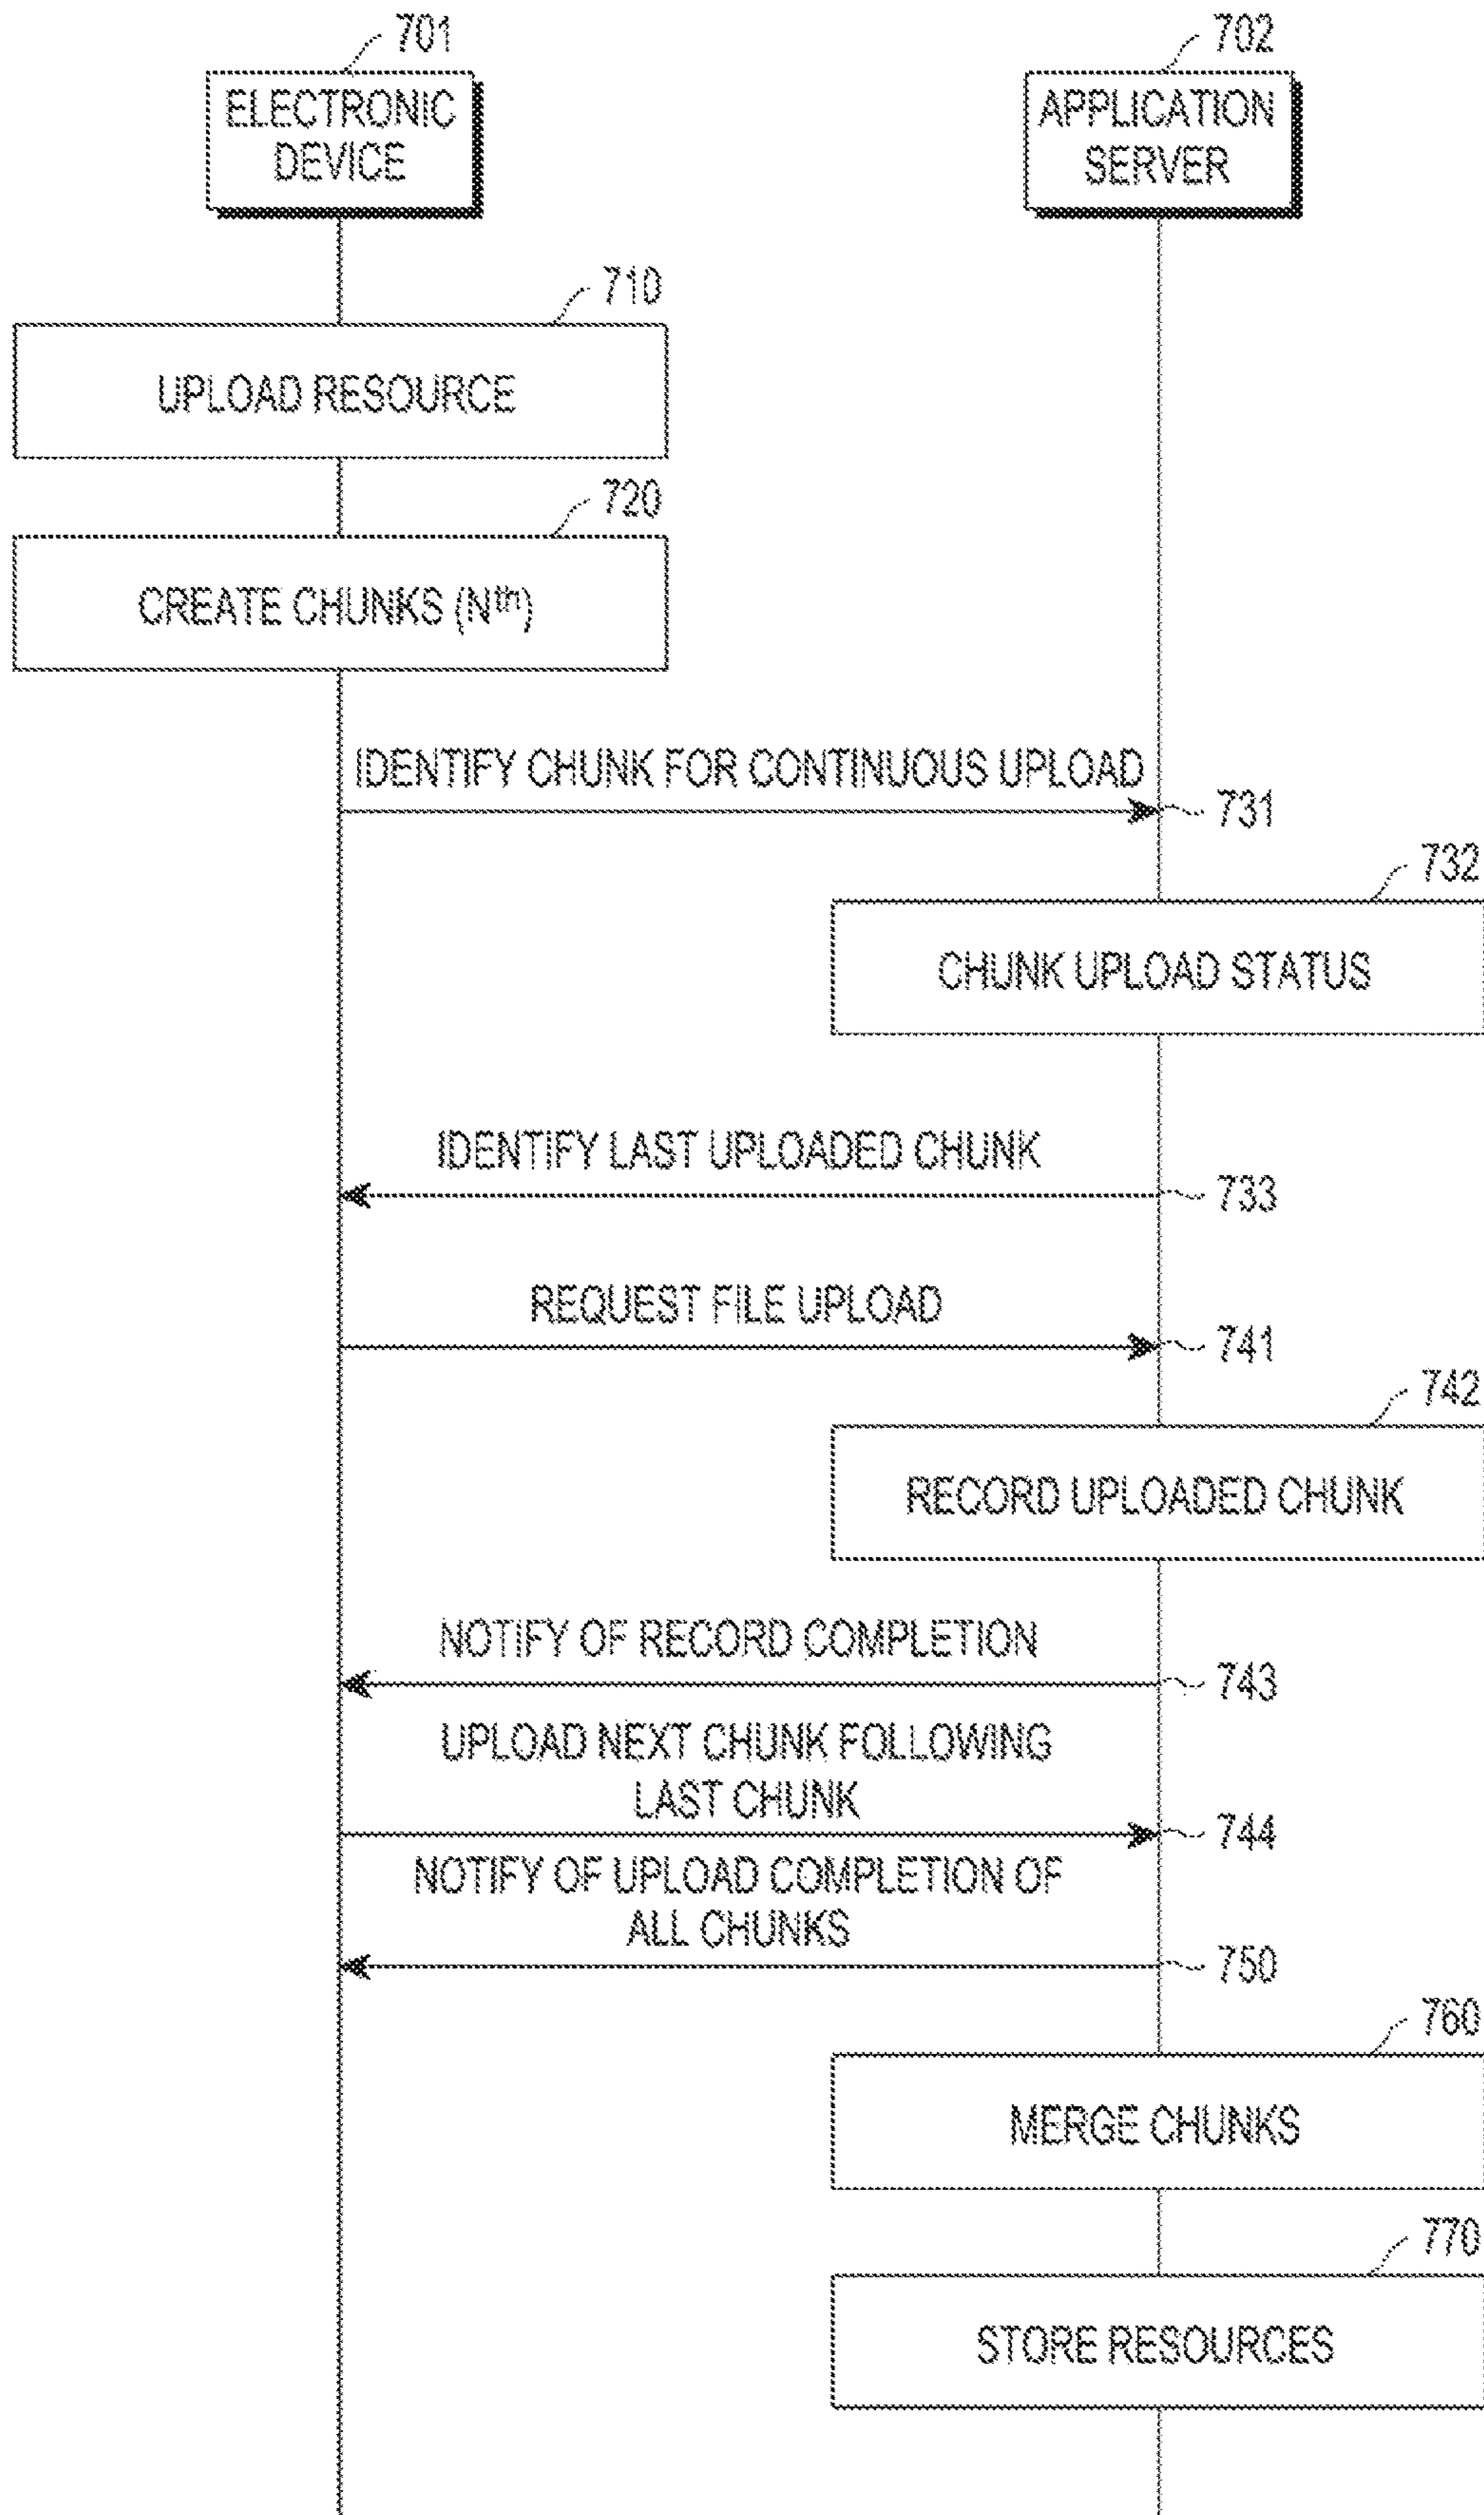 701
702
ELECTRONIC
DEVICE
APPLICATION
SERVER
710
UPLOAD RESOURCE
720
CREATE CHUNKS (Nth)
IDENTIFY CHUNK FOR CONTINUOUS UPLOAD
731
732
CHUNK UPLOAD STATUS
IDENTIFY LAST UPLOADED CHUNK
733
REQUEST FILE UPLOAD
741
742
RECORD UPLOADED CHUNK
NOTIFY OF RECORD COMPLETION
743
UPLOAD NEXT CHUNK FOLLOWING
LAST CHUNK
744
NOTIFY OF UPLOAD COMPLETION OF
ALL CHUNKS
750
760
MERGE CHUNKS
770
STORE RESOURCES